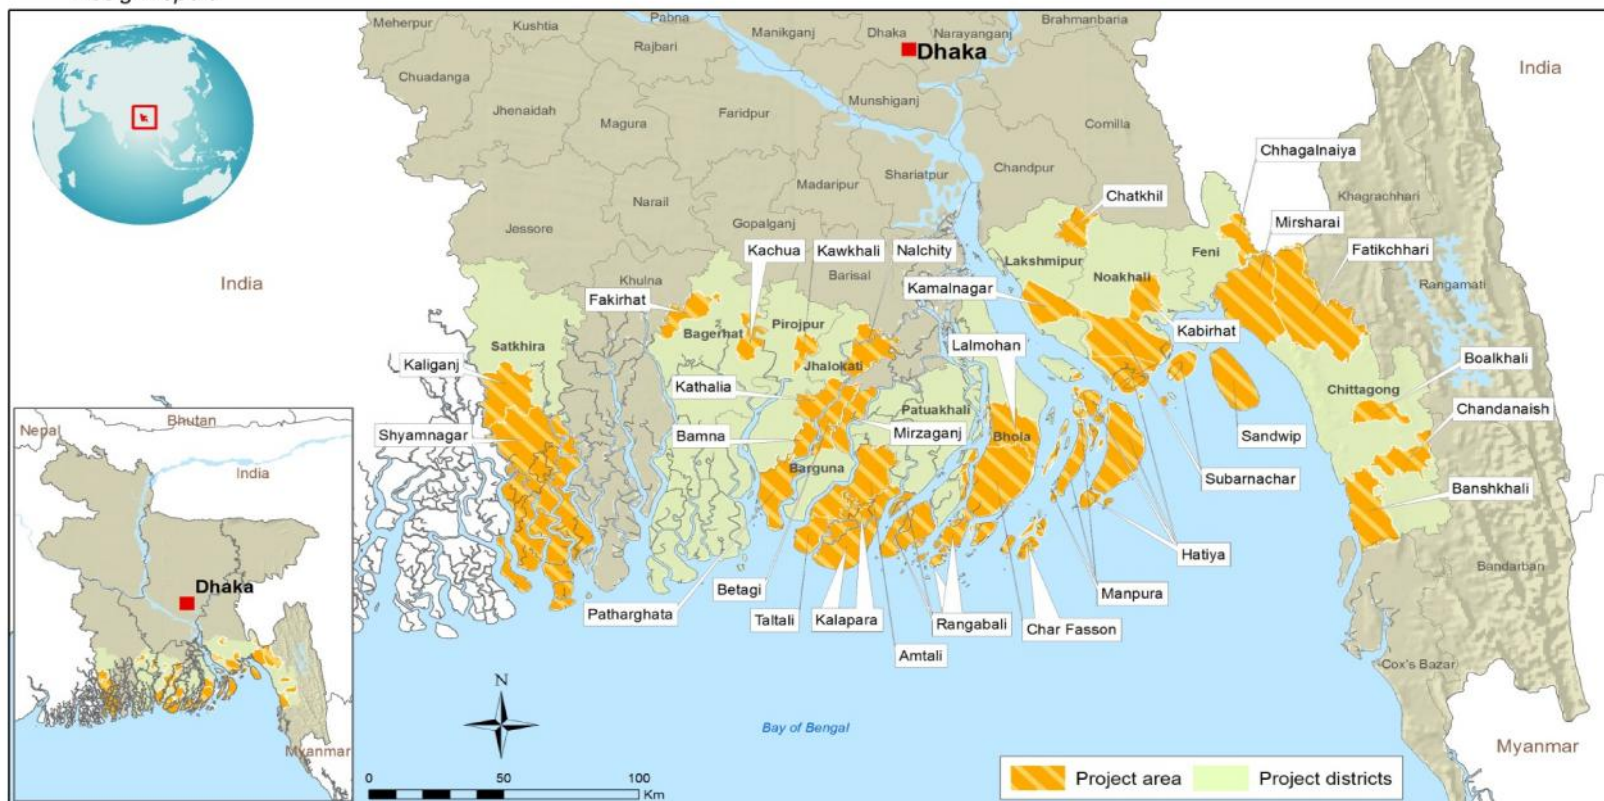 Meherpur
Kushtia
Pabna
Rajbari
Manikganj
Dhaka
Narayanganj
Brahmanbaria
Dhaka
India
Chuadanga
Jhenaidah
Magura
Faridpur
Munshiganj
Comilla
Chhagalnaiya
Madaripur
Shariatpur
Chandpur
Khagrachhari
Chatkhil
Mirsharai
Narail
Gopalganj
Jessore
Kachua
Kawkhali
Nalchity
Feni
Fatikchhari
Lakshmipur
Noakhali
India
Khulna
Barisal
Kamalnagar
Rangamati
Fakirhat
Bagerhat
Pirojpur
Kabirhat
Satkhira
Lalmohan
Boalkhali
Kaliganj
Jhalokati
Kathalia
Chittagong
Patuakhali
Chandanaish
Shyamnagar
Bamna
Mirzaganj
Bhola
Sandwip
Barguna
Subarnachar
Banshkhali
Hatiya
Bandarban
Betagi
Manpura
Patharghata
Taltali
Kalapara
Rangabali
Char Fasson
Amtali
Cox's Bazar
Nepal
Bhutan
India
Dhaka
Myanmar
N
Bay of Bengal
Myanmar
0 50 100
Km
Project area
Project districts